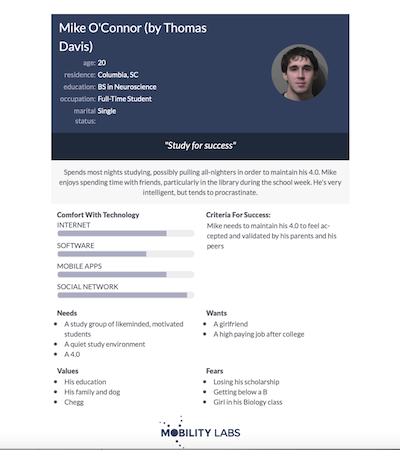 Mike O'Connor (by Thomas
Davis)
age: 20
residence: Columbia, SC
education: BS in Neuroscience
occupation: Full-Time Student
marital Single
status:
"Study for success"
Spends most nights studying, possibly pulling all-nighters in order to maintain his 4.0. Mike
enjoys spending time with friends, particularly in the library during the school week. He's very
intelligent, but tends to procrastinate.
Comfort With Technology
INTERNET
SOFTWARE
MOBILE APPS
SOCIAL NETWORK
Criteria For Success:
Mike needs to maintain his 4.0 to feel ac-
cepted and validated by his parents and his
peers
Needs
• A study group of likeminded, motivated
students
• A quiet study environment
• A 4.0
Wants
• A girlfriend
• A high paying job after college
Values
• His education
• His family and dog
• Chegg
Fears
• Losing his scholarship
• Getting below a B
• Girl in his Biology class
MOBILITY LABS